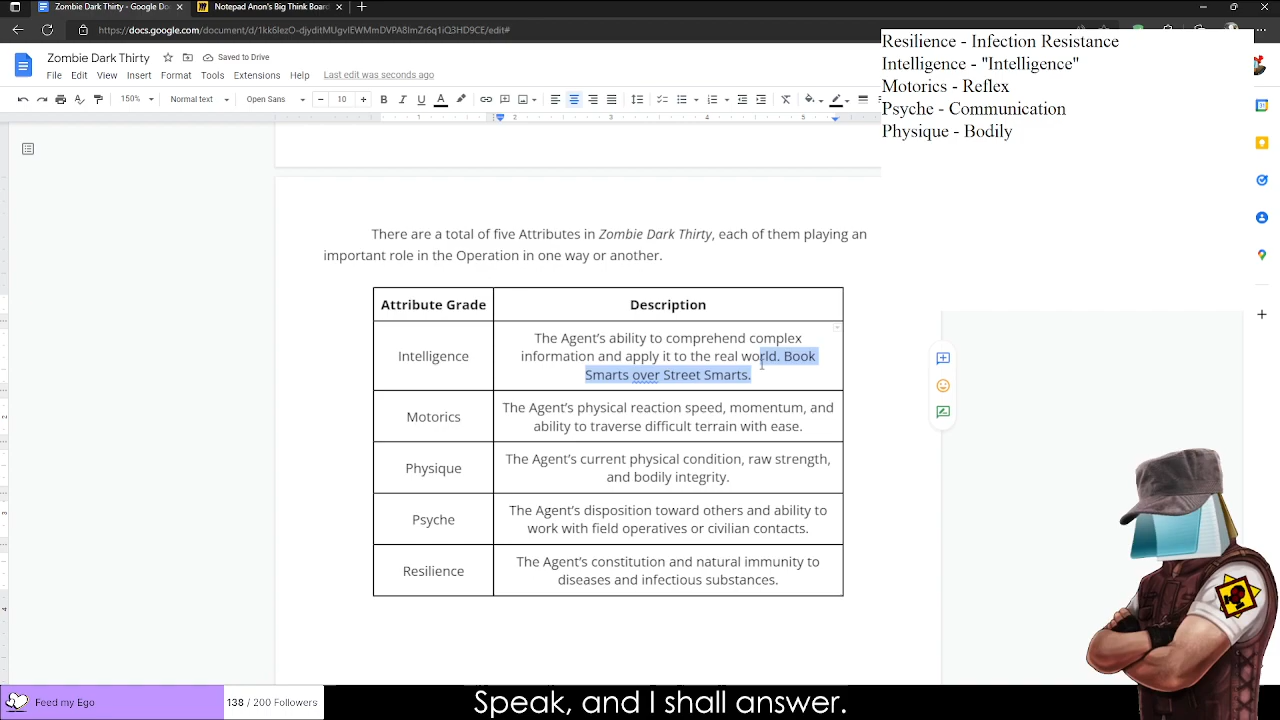 Zombie Dark Thirty - Google Do
Notepad Anon's Big Think Board
https://docs.google.com/document/d/1kk6lezO-djyditMUgvIEWMmDVPA8ImZr6q1iQ3HD9CE/edit#
Zombie Dark Thirty
Saved to Drive
File Edit View Insert Format Tools Extensions Help
Last edit was seconds ago
150% Normal text Open Sans 10 B I U A
1 2 3 4 5
Resilience - Infection Resistance
Intelligence - "Intelligence"
Motorics - Reflex
Psyche - Communication
Physique - Bodily
31
There are a total of five Attributes in Zombie Dark Thirty, each of them playing an
important role in the Operation in one way or another.
Attribute Grade Description
Intelligence
The Agent's ability to comprehend complex
information and apply it to the real world. Book
Smarts over Street Smarts.
Motorics
The Agent's physical reaction speed, momentum, and
ability to traverse difficult terrain with ease.
Physique
The Agent's current physical condition, raw strength,
and bodily integrity.
Psyche
The Agent's disposition toward others and ability to
work with field operatives or civilian contacts.
Resilience
The Agent's constitution and natural immunity to
diseases and infectious substances.
Feed My Ego
138 / 200 Followers
Speak, and I shall answer.